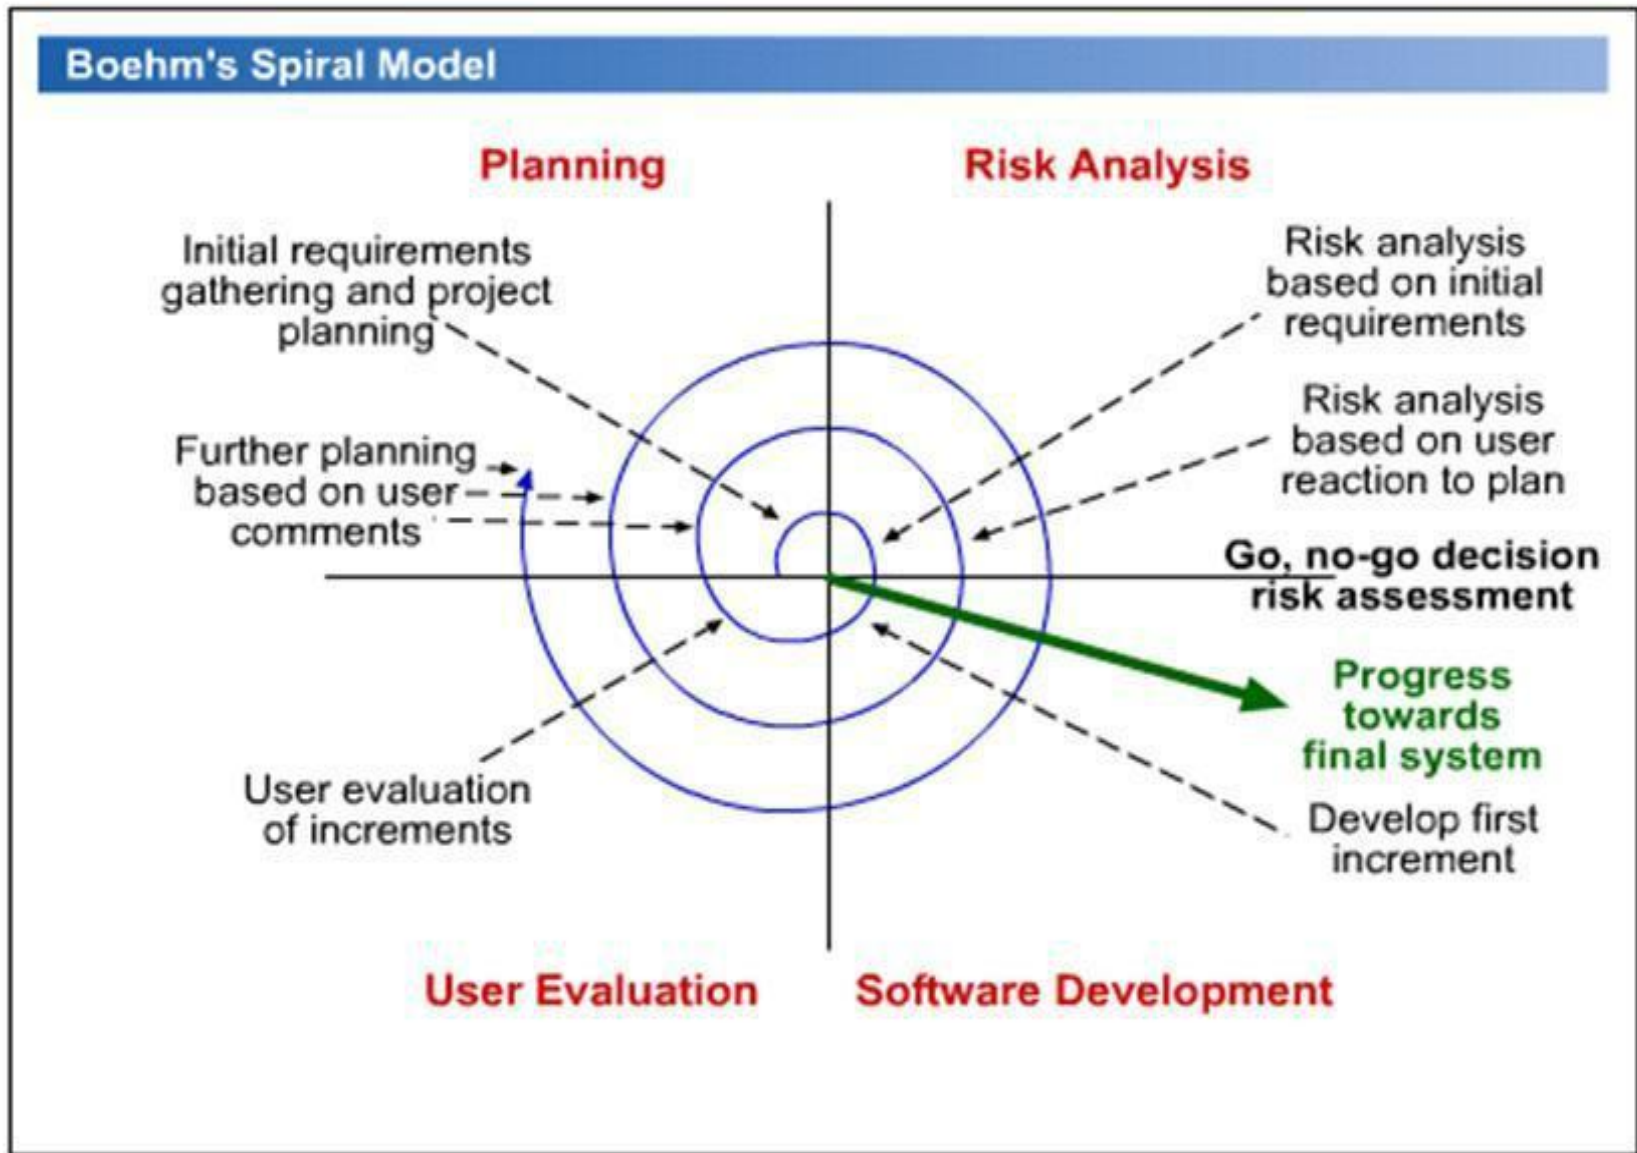 Boehm's Spiral Model
Planning
Risk Analysis
Initial requirements
gathering and project
planning
Risk analysis
based on initial
requirements
Further planning
based on user
comments
Risk analysis
based on user
reaction to plan
Go, no-go decision
risk assessment
Progress
towards
final system
User evaluation
of increments
Develop first
increment
User Evaluation
Software Development